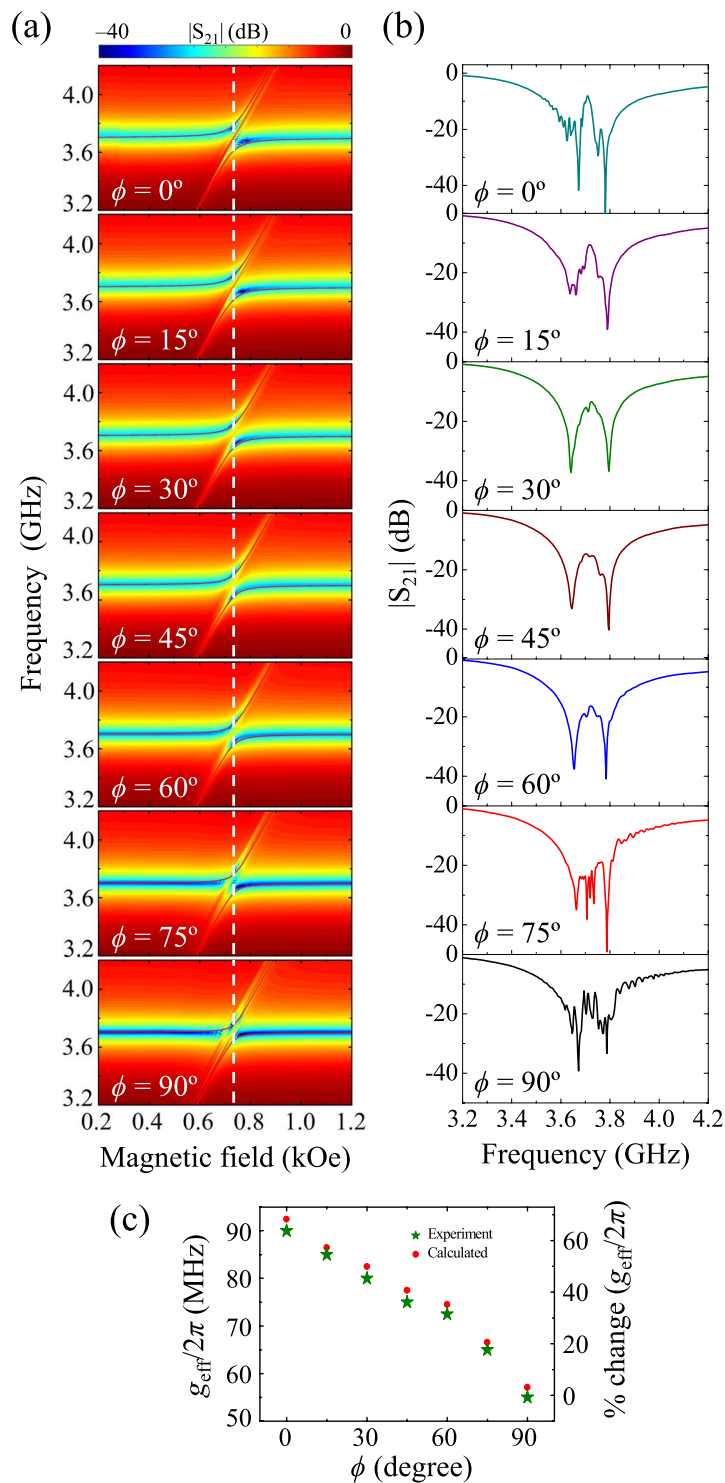 (a)
−40 |S21| (dB) 0
4.0
3.6
3.2
ϕ = 0º
4.0
3.6
3.2
ϕ = 15º
4.0
3.6
3.2
ϕ = 30º
4.0
3.6
3.2
ϕ = 45º
4.0
3.6
3.2
ϕ = 60º
4.0
3.6
3.2
ϕ = 75º
4.0
3.6
3.2
ϕ = 90º
0.2 0.4 0.6 0.8 1.0 1.2
Magnetic field (kOe)
Frequency (GHz)
(b)
0
-20
-40
ϕ = 0º
0
-20
-40
ϕ = 15º
0
-20
-40
ϕ = 30º
0
-20
-40
ϕ = 45º
0
-20
-40
ϕ = 60º
0
-20
-40
ϕ = 75º
0
-20
-40
ϕ = 90º
3.2 3.4 3.6 3.8 4.0 4.2
Frequency (GHz)
|S21| (dB)
(c)
90
80
70
60
50
geff/2π (MHz)
Experiment
Calculated
60
40
20
0
% change (geff/2π)
0 30 60 90
ϕ (degree)